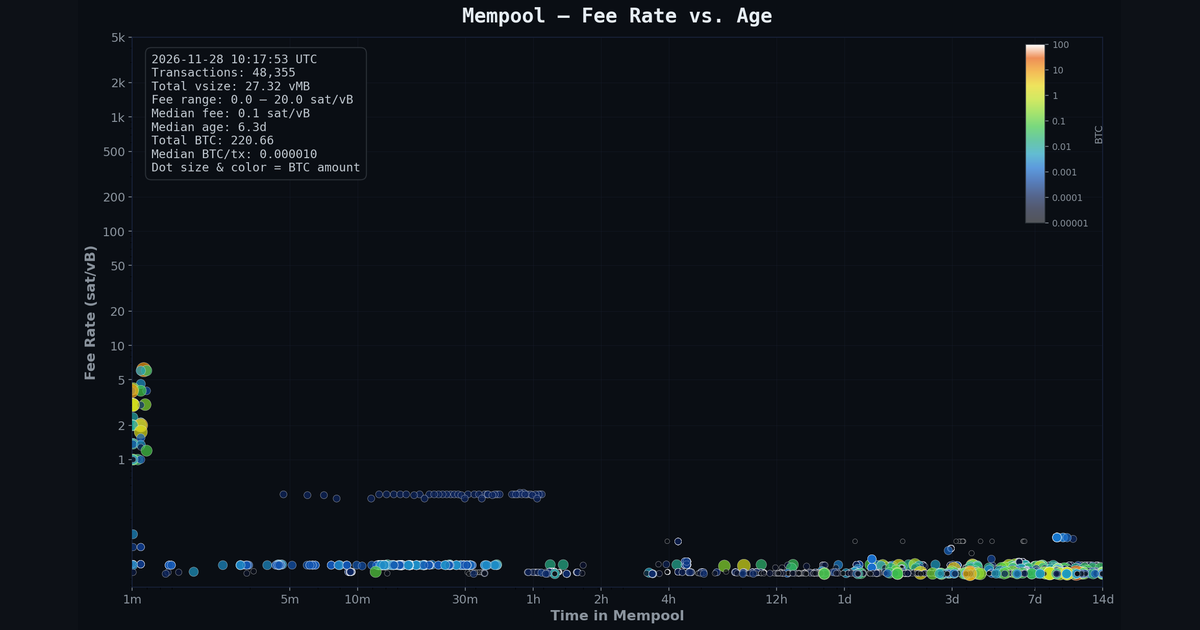 Mempool — Fee Rate vs. Age
2026-11-28 10:17:53 UTC
Transactions: 48,355
Total vsize: 27.32 vMB
Fee range: 0.0 – 20.0 sat/vB
Median fee: 0.1 sat/vB
Median age: 6.3d
Total BTC: 220.66
Median BTC/tx: 0.000010
Dot size & color = BTC amount
100
10
1
0.1
0.01
0.001
0.0001
0.00001
BTC
Fee Rate (sat/vB)
5k
2k
1k
500
200
100
50
20
10
5
2
1
1m 5m 10m 30m 1h 2h 4h 12h 1d 3d 7d 14d
Time in Mempool